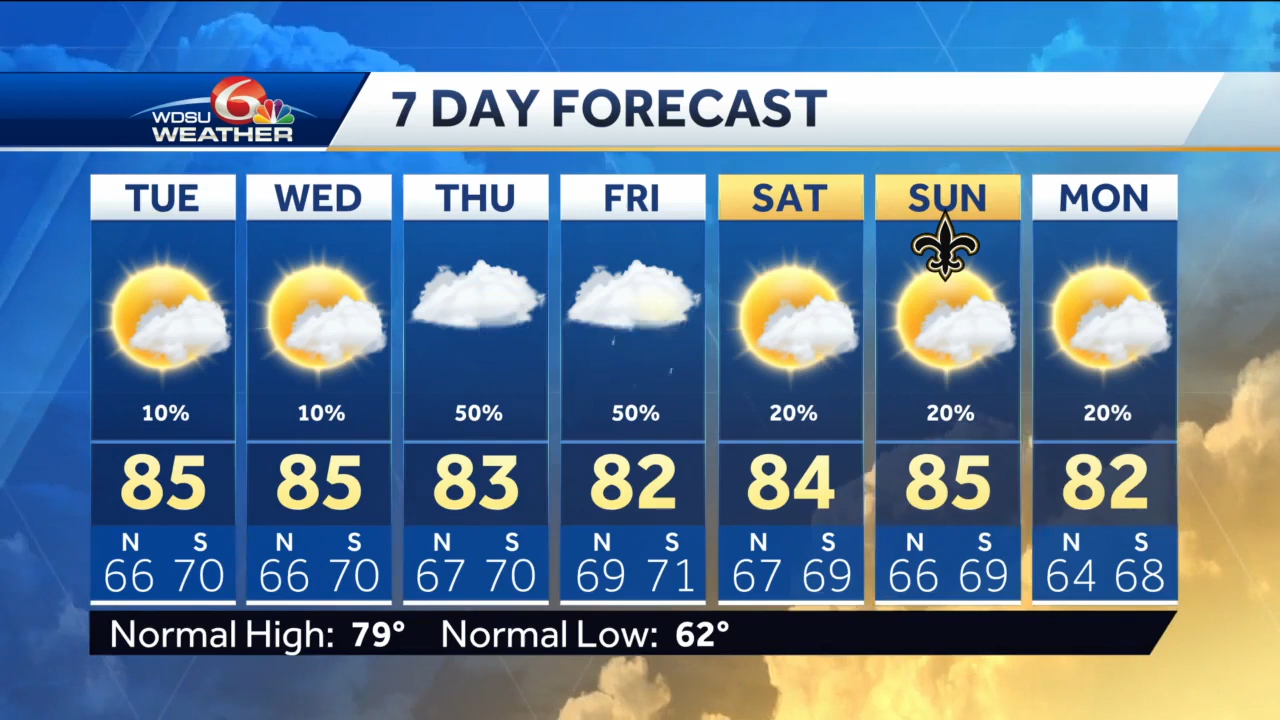 WDSU 6
WEATHER
7 DAY FORECAST
TUE WED THU FRI SAT SUN MON
10% 10% 50% 50% 20% 20% 20%
85 85 83 82 84 85 82
N S N S N S N S N S N S N S
66 70 66 70 67 70 69 71 67 69 66 69 64 68
Normal High: 79° Normal Low: 62°